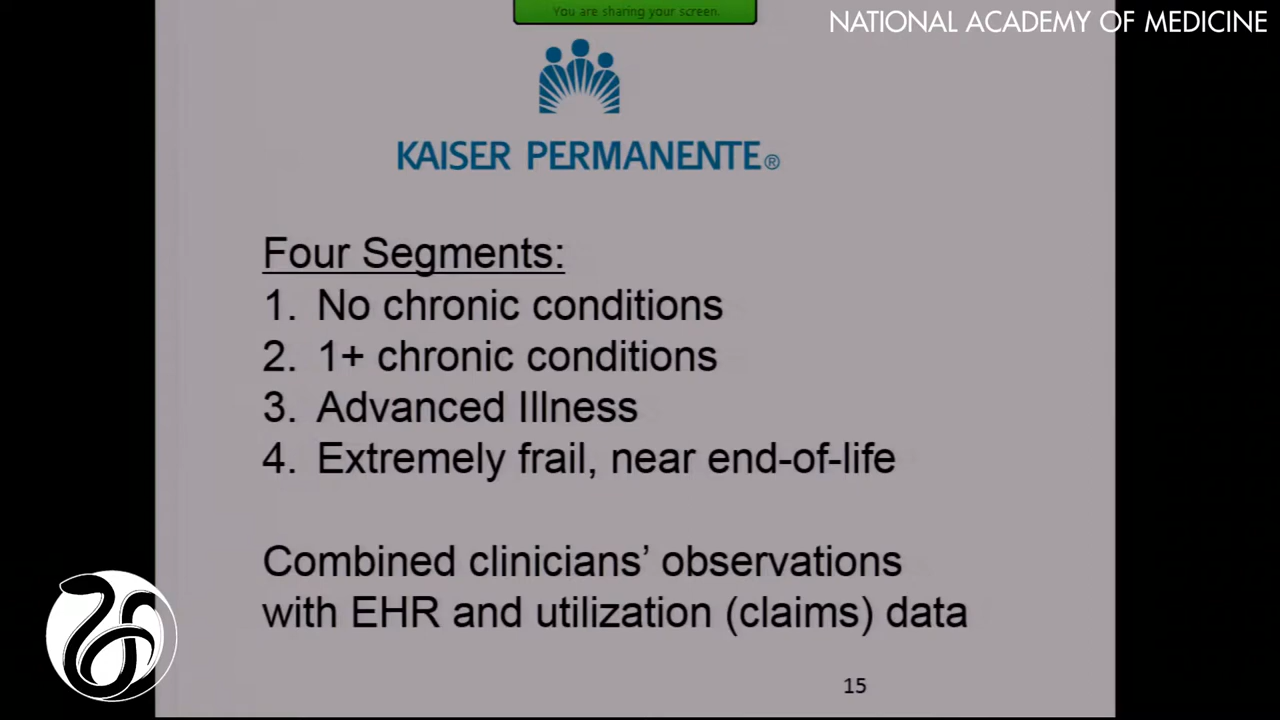 You are sharing your screen.
NATIONAL ACADEMY OF MEDICINE
KAISER PERMANENTE®
Four Segments:
1. No chronic conditions
2. 1+ chronic conditions
3. Advanced Illness
4. Extremely frail, near end-of-life
Combined clinicians’ observations
with EHR and utilization (claims) data
15